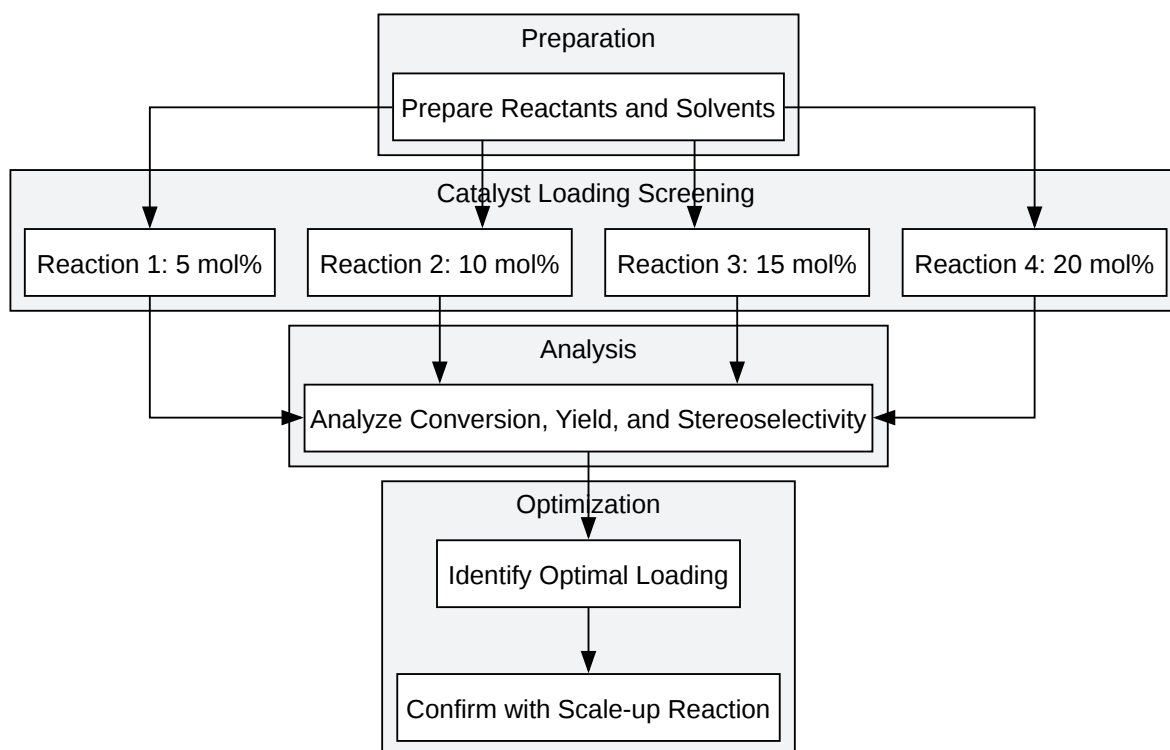 Preparation
Prepare Reactants and Solvents
Catalyst Loading Screening
Reaction 1: 5 mol%
Reaction 2: 10 mol%
Reaction 3: 15 mol%
Reaction 4: 20 mol%
Analysis
Analyze Conversion, Yield, and Stereoselectivity
Optimization
Identify Optimal Loading
Confirm with Scale-up Reaction